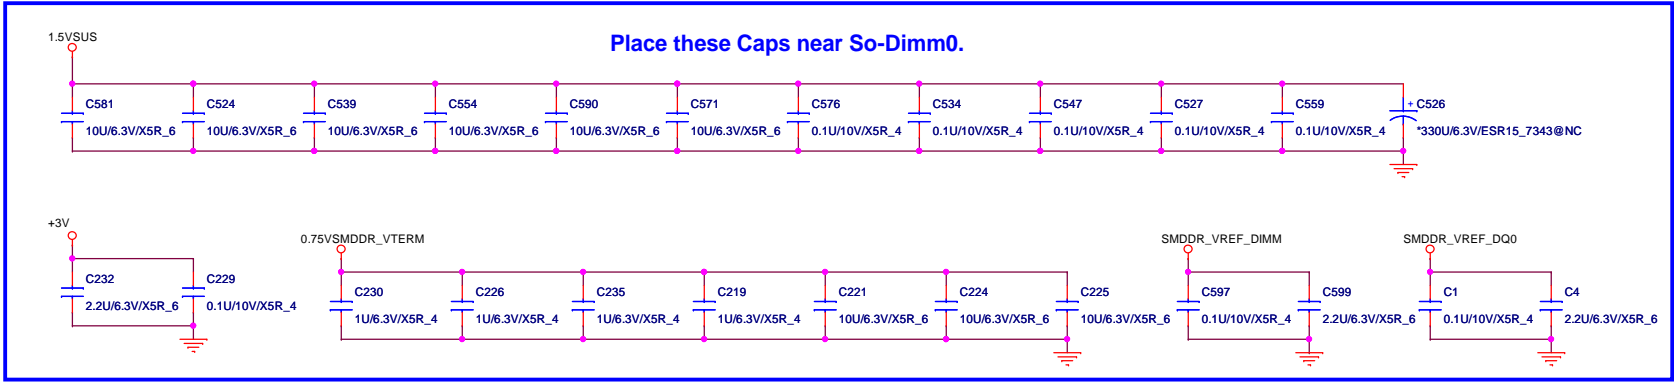 Place these Caps near So-Dimm0.
1.5VSUS
C581 C524 C539 C554 C590 C571 C576 C534 C547 C527 C559 + C526
10U/6.3V/X5R_6 10U/6.3V/X5R_6 10U/6.3V/X5R_6 10U/6.3V/X5R_6 10U/6.3V/X5R_6 *10U/6.3V/X5R_6 0.1U/10V/X5R_4 0.1U/10V/X5R_4 0.1U/10V/X5R_4 0.1U/10V/X5R_4 0.1U/10V/X5R_4 *330U/6.3V/ESR15_7343@NC
+3V
C232 C229
2.2U/6.3V/X5R_6 0.1U/10V/X5R_4
0.75VSMDDR_VTERM
C230 C226 C235 C219 C221 C224 C225
1U/6.3V/X5R_4 1U/6.3V/X5R_4 1U/6.3V/X5R_4 1U/6.3V/X5R_4 10U/6.3V/X5R_6 10U/6.3V/X5R_6 10U/6.3V/X5R_6
SMDDR_VREF_DIMM
C597 C599
0.1U/10V/X5R_4 2.2U/6.3V/X5R_6
SMDDR_VREF_DQ0
C1 C4
0.1U/10V/X5R_4 2.2U/6.3V/X5R_6